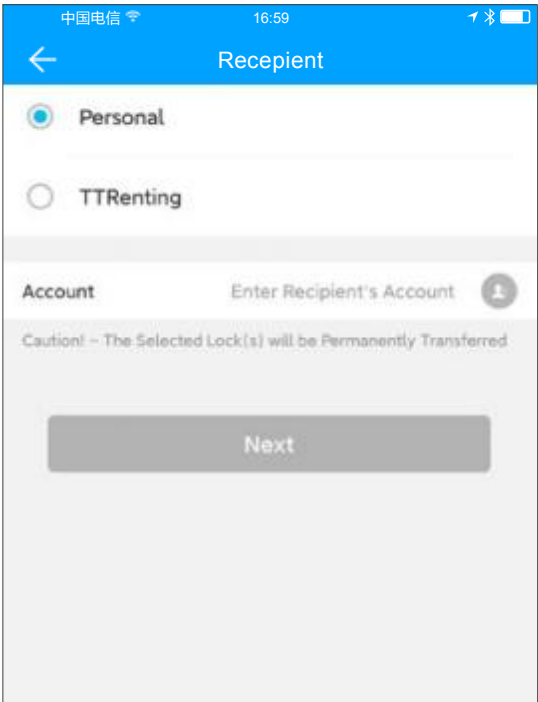 中国电信 16:59
Recepient
Personal
TTRenting
Account Enter Recipient's Account
Caution! - The Selected Lock(s) will be Permanently Transferred
Next